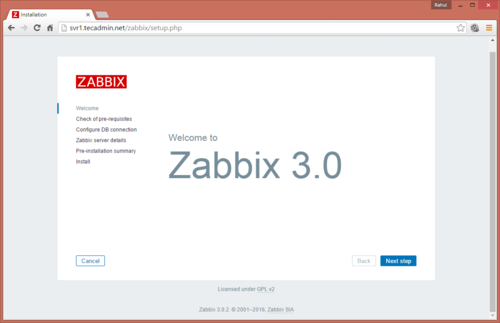 Rahul
Installation
svr1.tecadmin.net/zabbix/setup.php
ZABBIX
Welcome
Check of pre-requisites
Configure DB connection
Zabbix server details
Pre-installation summary
Install
Welcome to
Zabbix 3.0
Cancel
Back
Next step
Licensed under GPL v2
Zabbix 3.0.2. © 2001–2016, Zabbix SIA